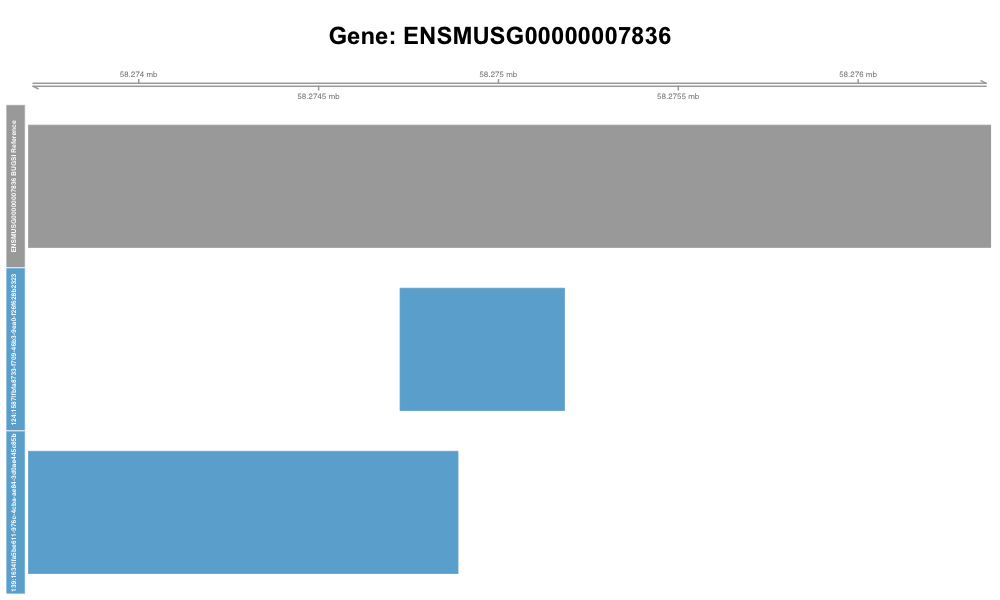 Gene: ENSMUSG00000007836
58.274 mb
58.275 mb
58.276 mb
58.2745 mb
58.2755 mb
ENSMUSG00000007836 BUGSI Reference